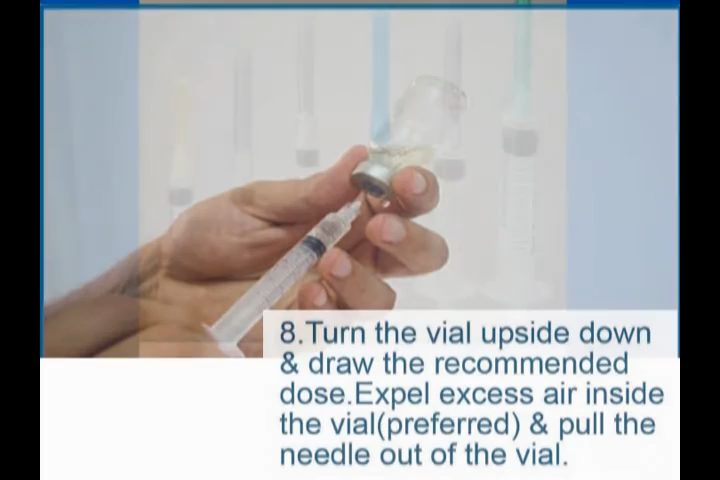 8.Turn the vial upside down
& draw the recommended
dose.Expel excess air inside
the vial(preferred) & pull the
needle out of the vial.